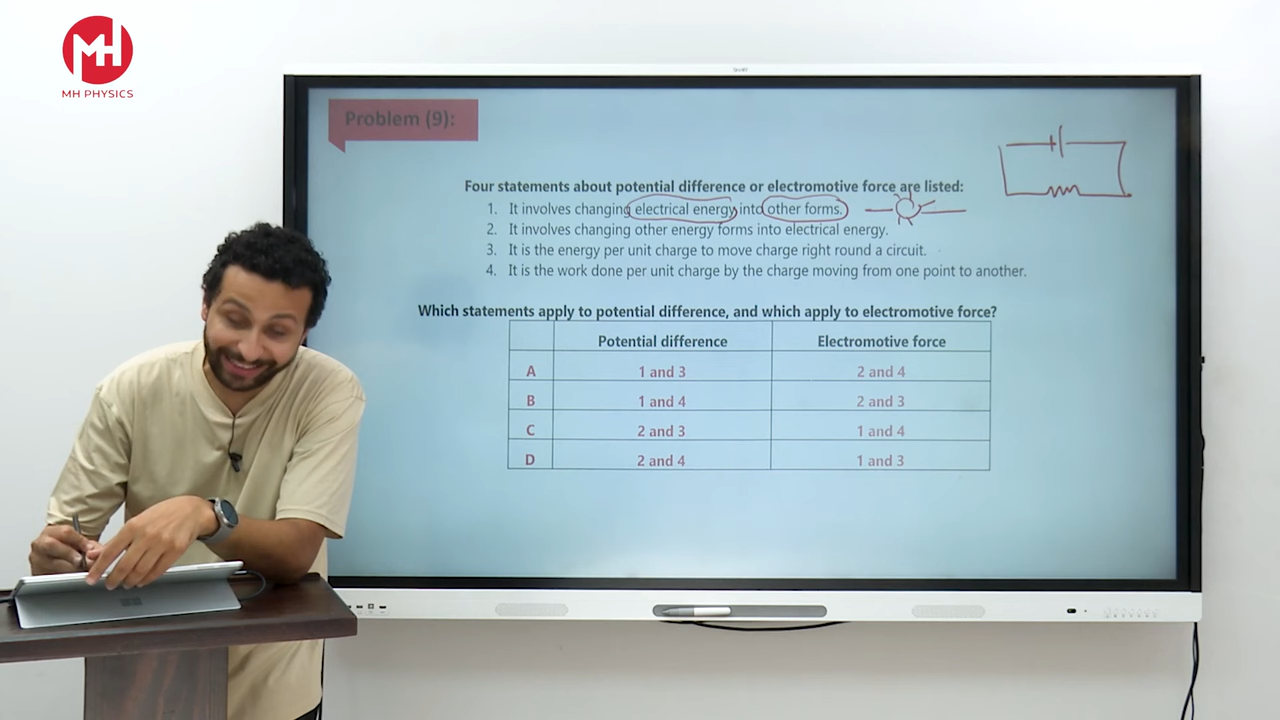 MH
MH PHYSICS
Problem (9):
Four statements about potential difference or electromotive force are listed:
1. It involves changing electrical energy into other forms.
2. It involves changing other energy forms into electrical energy.
3. It is the energy per unit charge to move charge right round a circuit.
4. It is the work done per unit charge by the charge moving from one point to another.
Which statements apply to potential difference, and which apply to electromotive force?
Potential difference Electromotive force
A 1 and 3 2 and 4
B 1 and 4 2 and 3
C 2 and 3 1 and 4
D 2 and 4 1 and 3